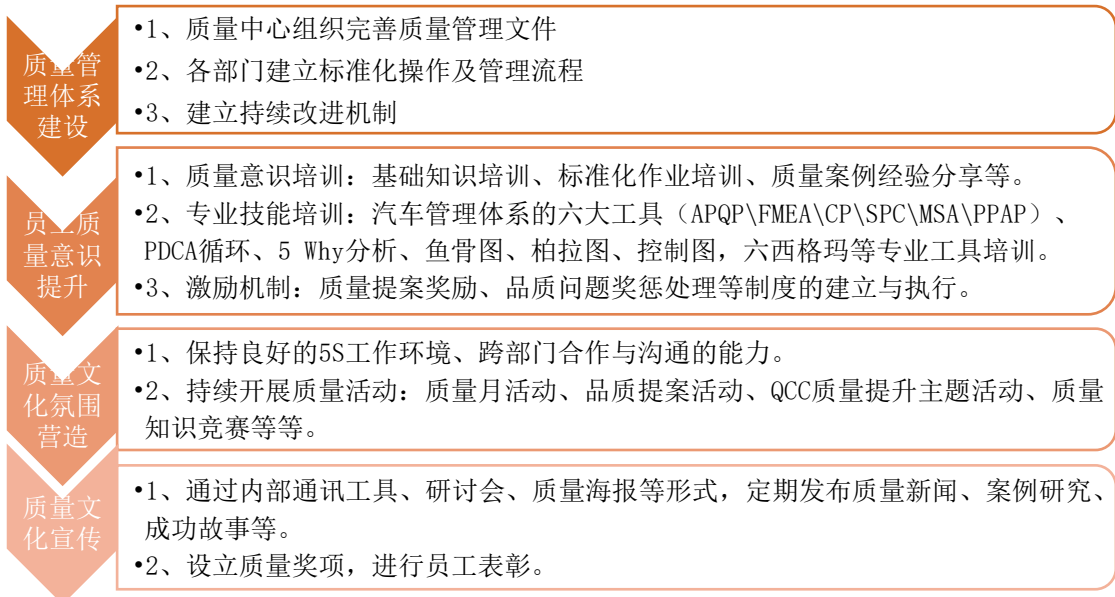 质量管
理体系
建设
•1、质量中心组织完善质量管理文件
•2、各部门建立标准化操作及管理流程
•3、建立持续改进机制
员工质
量意识
提升
•1、质量意识培训：基础知识培训、标准化作业培训、质量案例经验分享等。
•2、专业技能培训：汽车管理体系的六大工具（APQP\FMEA\CP\SPC\MSA\PPAP）、
PDCA循环、5 Why分析、鱼骨图、柏拉图、控制图，六西格玛等专业工具培训。
•3、激励机制：质量提案奖励、品质问题奖惩处理等制度的建立与执行。
质量文
化氛围
营造
•1、保持良好的5S工作环境、跨部门合作与沟通的能力。
•2、持续开展质量活动：质量月活动、品质提案活动、QCC质量提升主题活动、质量
知识竞赛等等。
质量文
化宣传
•1、通过内部通讯工具、研讨会、质量海报等形式，定期发布质量新闻、案例研究、
成功故事等。
•2、设立质量奖项，进行员工表彰。